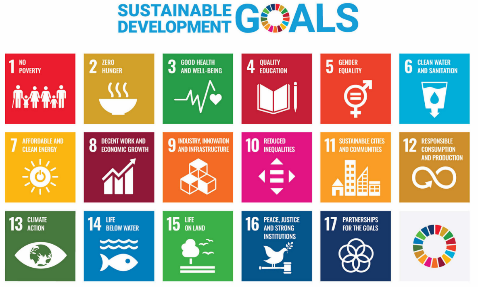 SUSTAINABLE
DEVELOPMENT
GOALS
1 NO
POVERTY
2 ZERO
HUNGER
3 GOOD HEALTH
AND WELL-BEING
4 QUALITY
EDUCATION
5 GENDER
EQUALITY
6 CLEAN WATER
AND SANITATION
7 AFFORDABLE AND
CLEAN ENERGY
8 DECENT WORK AND
ECONOMIC GROWTH
9 INDUSTRY, INNOVATION
AND INFRASTRUCTURE
10 REDUCED
INEQUALITIES
11 SUSTAINABLE CITIES
AND COMMUNITIES
12 RESPONSIBLE
CONSUMPTION
AND PRODUCTION
13 CLIMATE
ACTION
14 LIFE
BELOW WATER
15 LIFE
ON LAND
16 PEACE, JUSTICE
AND STRONG
INSTITUTIONS
17 PARTNERSHIPS
FOR THE GOALS